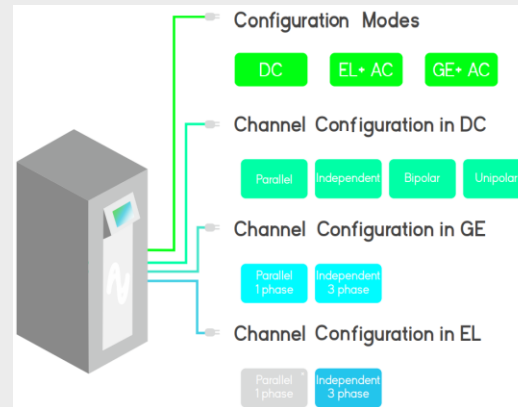 Configuration Modes
DC
EL+ AC
GE+ AC
Channel Configuration in DC
Parallel
Independent
Bipolar
Unipolar
Channel Configuration in GE
Parallel
1 phase
Independent
3 phase
Channel Configuration in EL
Parallel
1 phase
Independent
3 phase